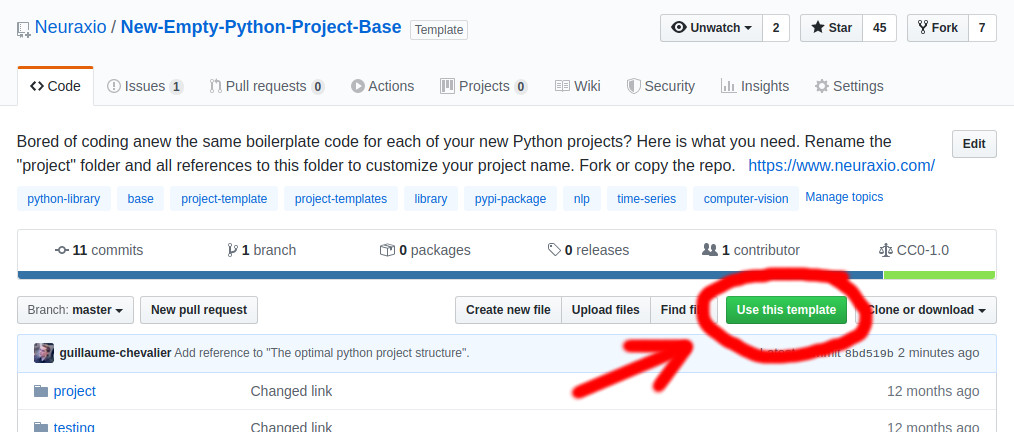 Neuraxio / New-Empty-Python-Project-Base Template Unwatch 2 Star 45 Fork 7
Code Issues 1 Pull requests 0 Actions Projects 0 Wiki Security Insights Settings
Bored of coding anew the same boilerplate code for each of your new Python projects? Here is what you need. Rename the
"project" folder and all references to this folder to customize your project name. Fork or copy the repo. https://www.neuraxio.com/
Edit
python-library base project-template project-templates library pypi-package nlp time-series computer-vision Manage topics
11 commits 1 branch 0 packages 0 releases 1 contributor CC0-1.0
Branch: master New pull request Create new file Upload files Find Use this template Clone or download
guillaume-chevalier Add reference to "The optimal python project structure". 8bd519b 2 minutes ago
project Changed link 12 months ago
testing Changed link 12 months ago